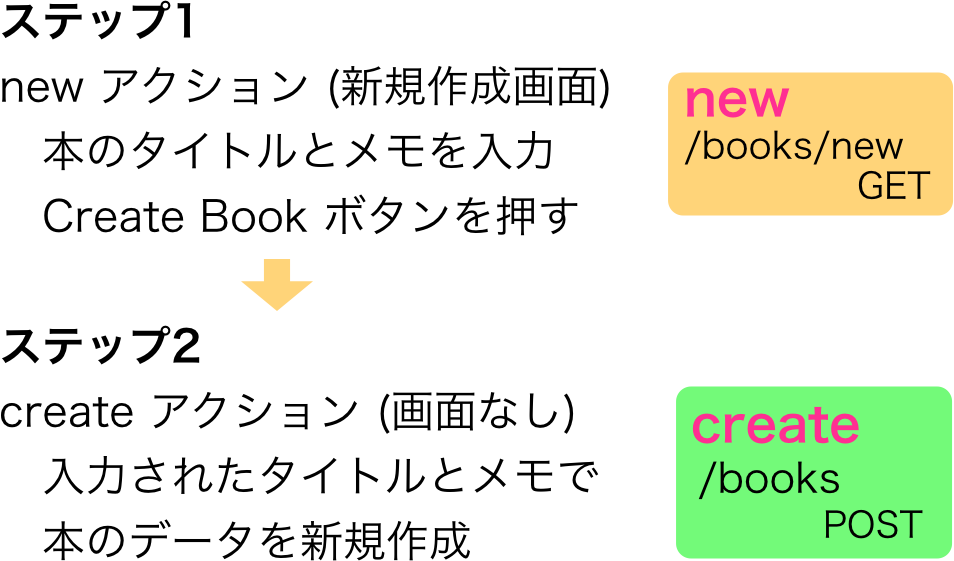 ステップ1
new アクション (新規作成画面)
本のタイトルとメモを入力
Create Book ボタンを押す
new
/books/new
GET
ステップ2
create アクション (画面なし)
入力されたタイトルとメモで
本のデータを新規作成
create
/books
POST